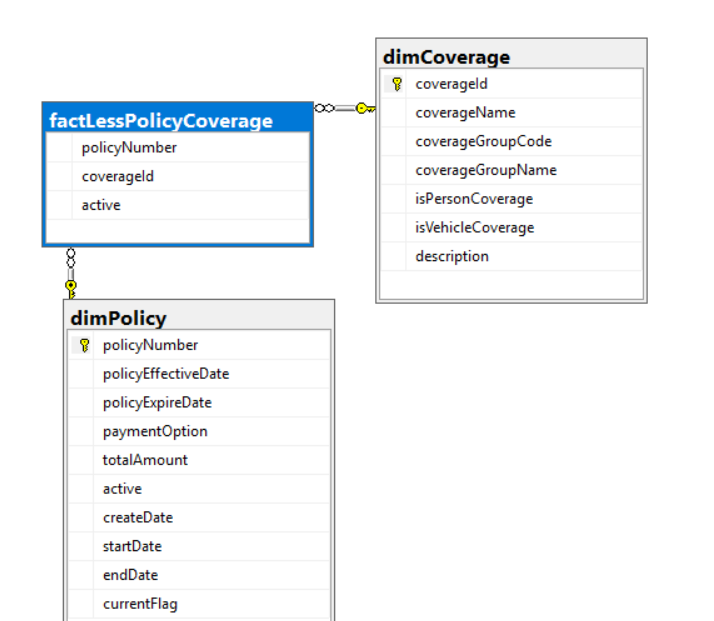 dimCoverage
coverageId
coverageName
coverageGroupCode
coverageGroupName
isPersonCoverage
isVehicleCoverage
description
factLessPolicyCoverage
policyNumber
coverageId
active
dimPolicy
policyNumber
policyEffectiveDate
policyExpireDate
paymentOption
totalAmount
active
createDate
startDate
endDate
currentFlag